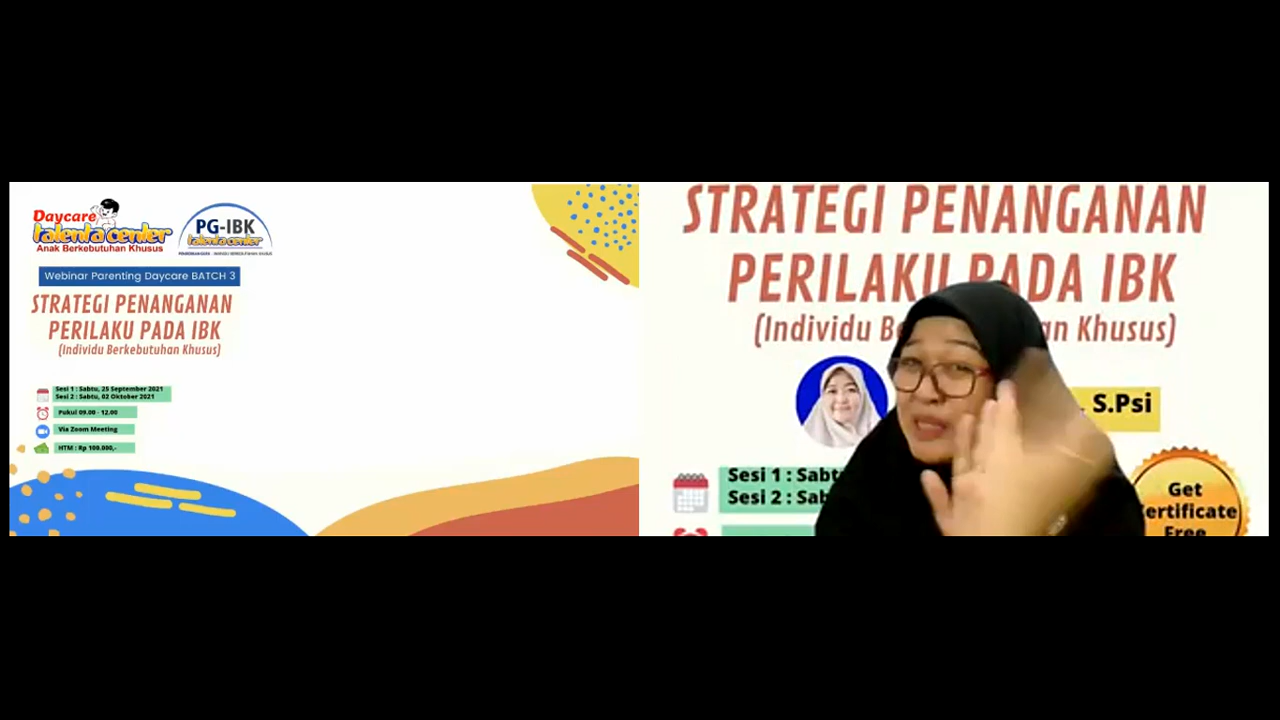 Daycare
talenta center
Anak Berkebutuhan Khusus
PG-IBK
talenta center
Webinar Parenting Daycare BATCH 3
STRATEGI PENANGANAN
PERILAKU PADA IBK
(Individu Berkebutuhan Khusus)
Sesi 1 : Sabtu, 25 September 2021
Sesi 2 : Sabtu, 02 Oktober 2021
Pukul 09.00 - 12.00
Via Zoom Meeting
HTM : Rp 100.000,-
STRATEGI PENANGANAN
PERILAKU PADA IBK
(Individu Be an Khusus)
S.Psi
Sesi 1 : Sabt
Sesi 2 : Sab
Get
ertificate
Free